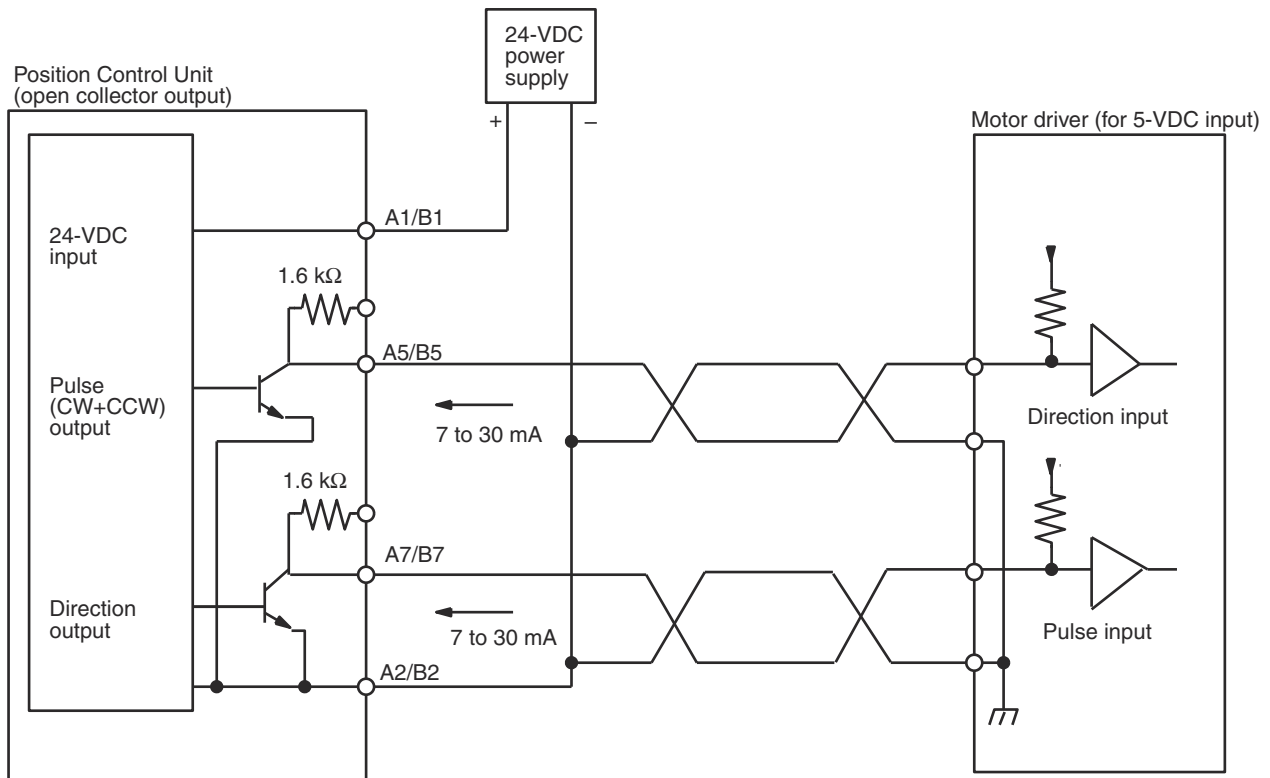 24-VDC
power
supply
Position Control Unit
(open collector output)
+
–
Motor driver (for 5-VDC input)
A1/B1
24-VDC
input
1.6 kΩ
A5/B5
Pulse
(CW+CCW)
output
7 to 30 mA
Direction input
1.6 kΩ
A7/B7
Direction
output
7 to 30 mA
Pulse input
A2/B2